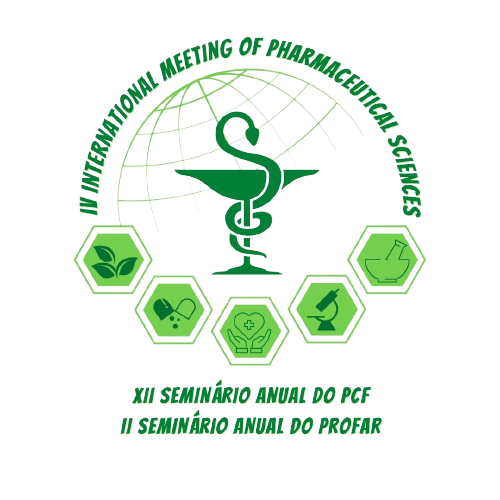 IV INTERNATIONAL MEETING OF PHARMACEUTICAL SCIENCES
XII SEMINÁRIO ANUAL DO PCF
II SEMINÁRIO ANUAL DO PROFAR